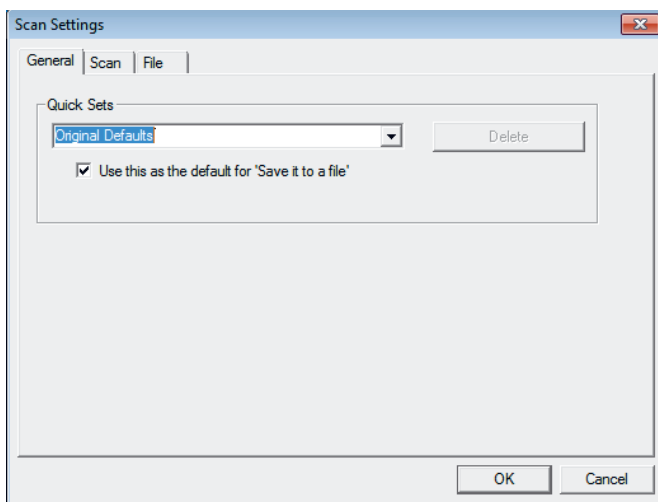 Scan Settings
General Scan File
Quick Sets
Original Defaults Delete
Use this as the default for 'Save it to a file'
OK Cancel